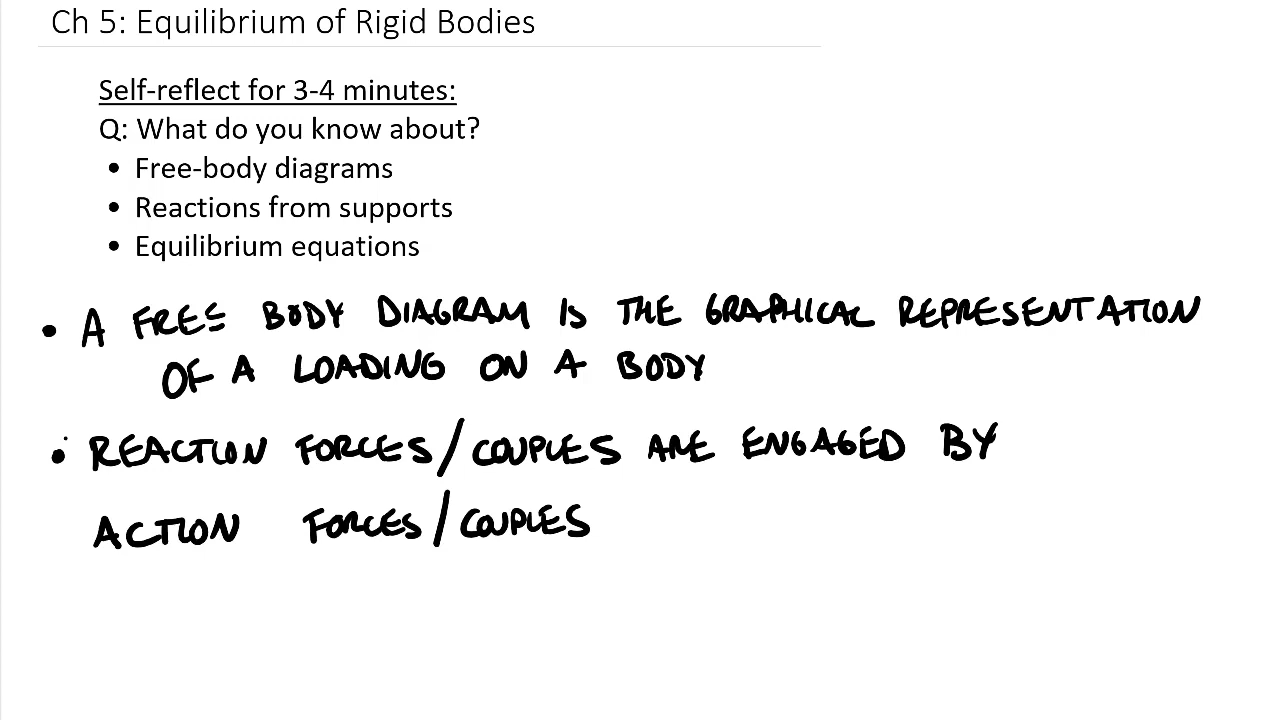 Ch 5: Equilibrium of Rigid Bodies
Self-reflect for 3-4 minutes:
Q: What do you know about?
• Free-body diagrams
• Reactions from supports
• Equilibrium equations
• A FREE BODY DIAGRAM IS THE GRAPHICAL REPRESENTATION
OF A LOADING ON A BODY
• REACTION FORCES/COUPLES ARE ENGAGED BY
ACTION FORCES/COUPLES